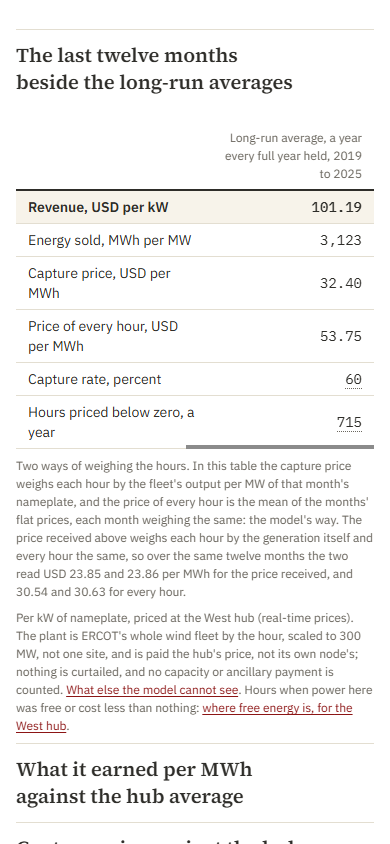 The last twelve months
beside the long-run averages
Long-run average, a year
every full year held, 2019
to 2025
Revenue, USD per kW 101.19
Energy sold, MWh per MW 3,123
Capture price, USD per
MWh 32.40
Price of every hour, USD
per MWh 53.75
Capture rate, percent 60
Hours priced below zero, a
year 715
Two ways of weighing the hours. In this table the capture price
weighs each hour by the fleet's output per MW of that month's
nameplate, and the price of every hour is the mean of the months'
flat prices, each month weighing the same: the model's way. The
price received above weighs each hour by the generation itself and
every hour the same, so over the same twelve months the two
read USD 23.85 and 23.86 per MWh for the price received, and
30.54 and 30.63 for every hour.
Per kW of nameplate, priced at the West hub (real-time prices).
The plant is ERCOT's whole wind fleet by the hour, scaled to 300
MW, not one site, and is paid the hub's price, not its own node's;
nothing is curtailed, and no capacity or ancillary payment is
counted. What else the model cannot see. Hours when power here
was free or cost less than nothing: where free energy is, for the
West hub.
What it earned per MWh
against the hub average